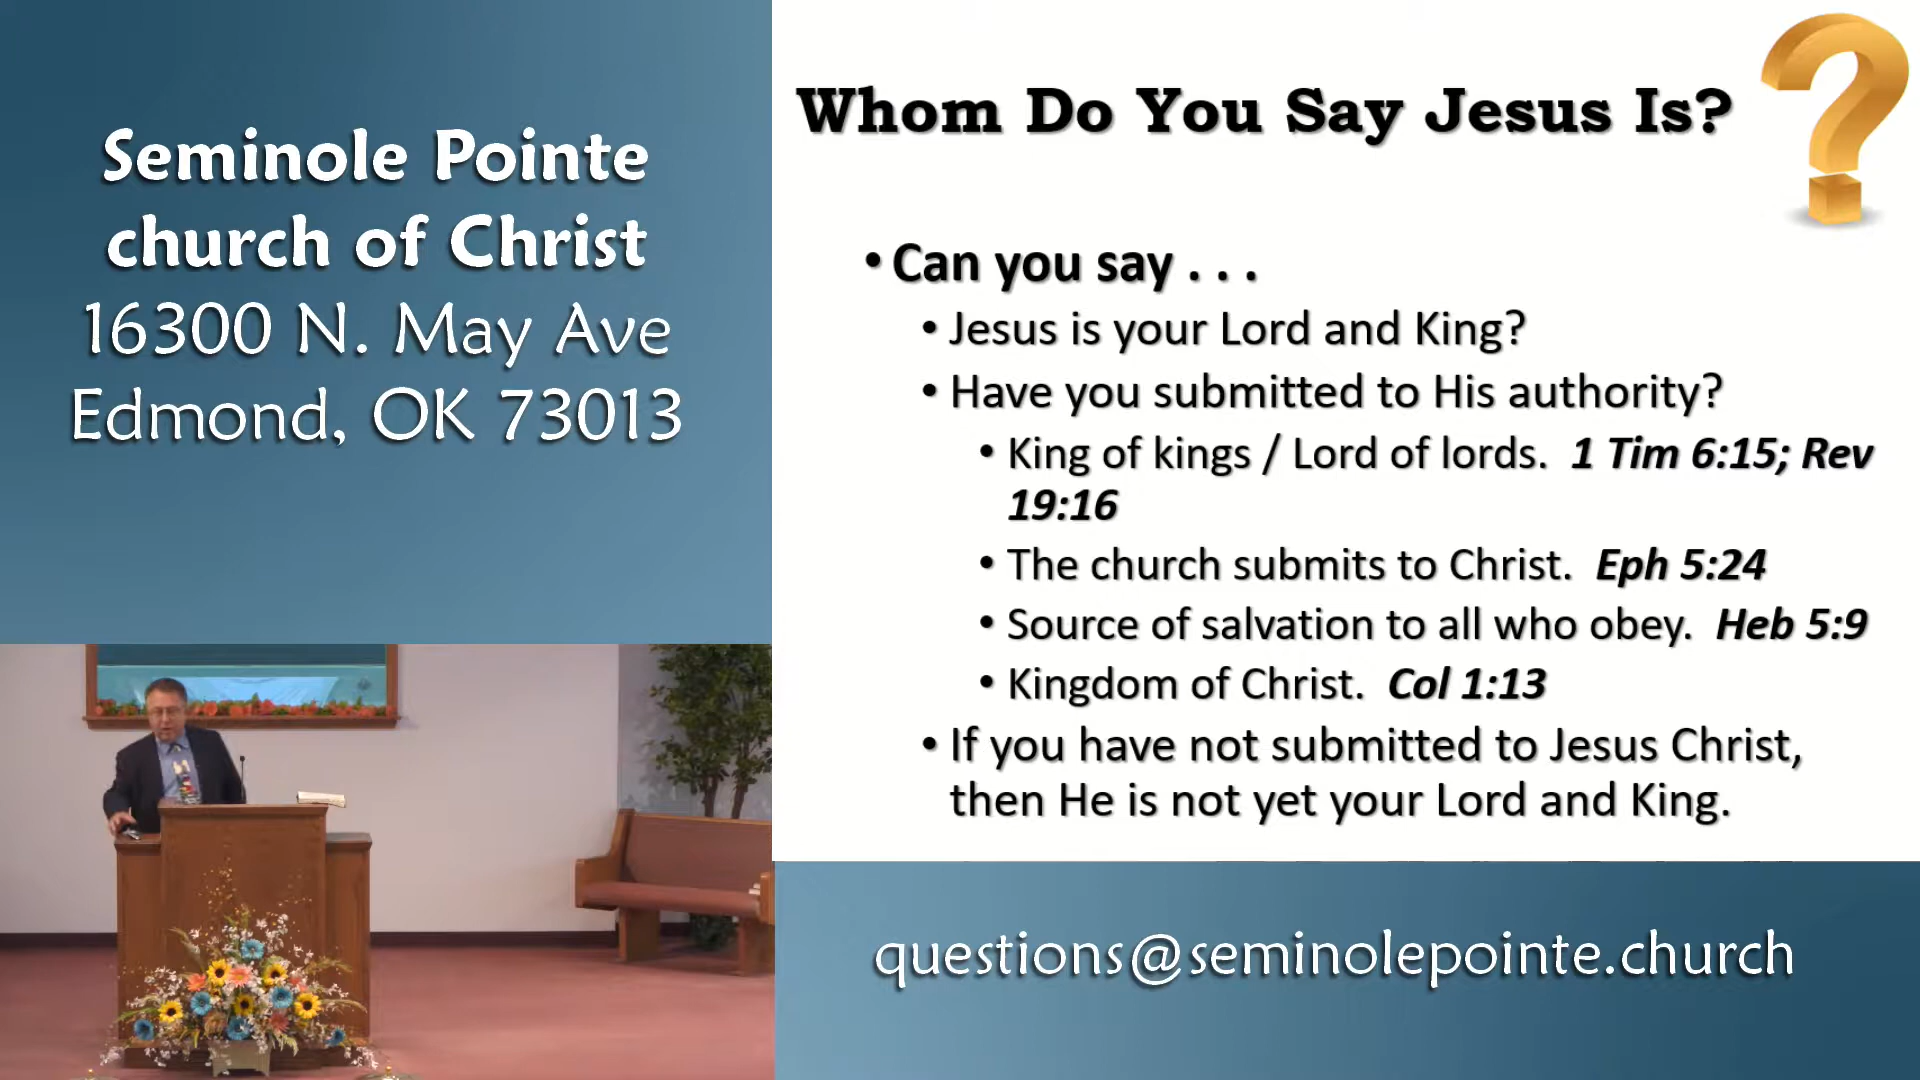 Seminole Pointe
church of Christ
16300 N. May Ave
Edmond, OK 73013
Whom Do You Say Jesus Is?
• Can you say . . .
• Jesus is your Lord and King?
• Have you submitted to His authority?
• King of kings / Lord of lords. 1 Tim 6:15; Rev
19:16
• The church submits to Christ. Eph 5:24
• Source of salvation to all who obey. Heb 5:9
• Kingdom of Christ. Col 1:13
• If you have not submitted to Jesus Christ,
then He is not yet your Lord and King.
questions@seminolepointe.church